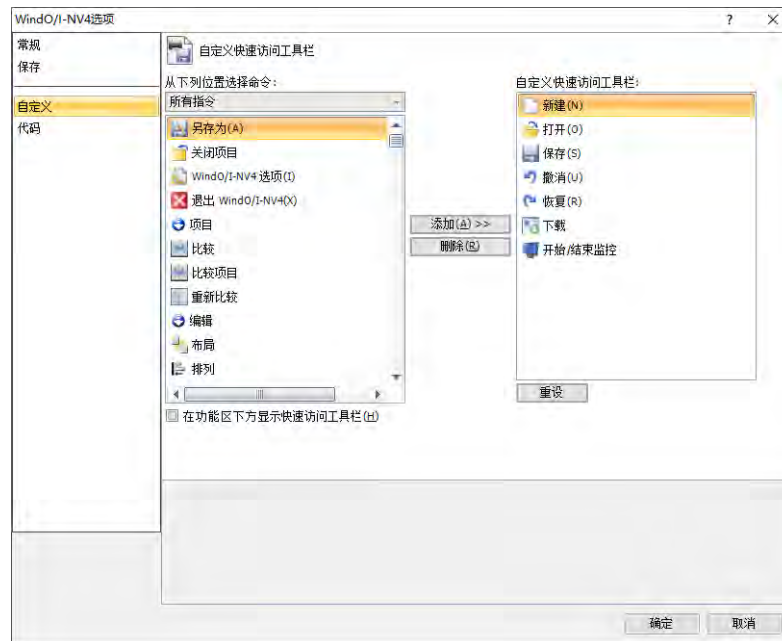 WindO/I-NV4选项
?
常规
保存
自定义
代码
自定义快速访问工具栏
从下列位置选择命令:
所有指令
另存为(A)
关闭项目
WindO/I-NV4 选项(I)
退出 WindO/I-NV4(X)
项目
比较
比较项目
重新比较
编辑
布局
排列
在功能区下方显示快速访问工具栏(H)
添加(A) >>
删除(R)
自定义快速访问工具栏:
新建(N)
打开(O)
保存(S)
撤消(U)
恢复(R)
下载
开始/结束监控
重设
确定
取消